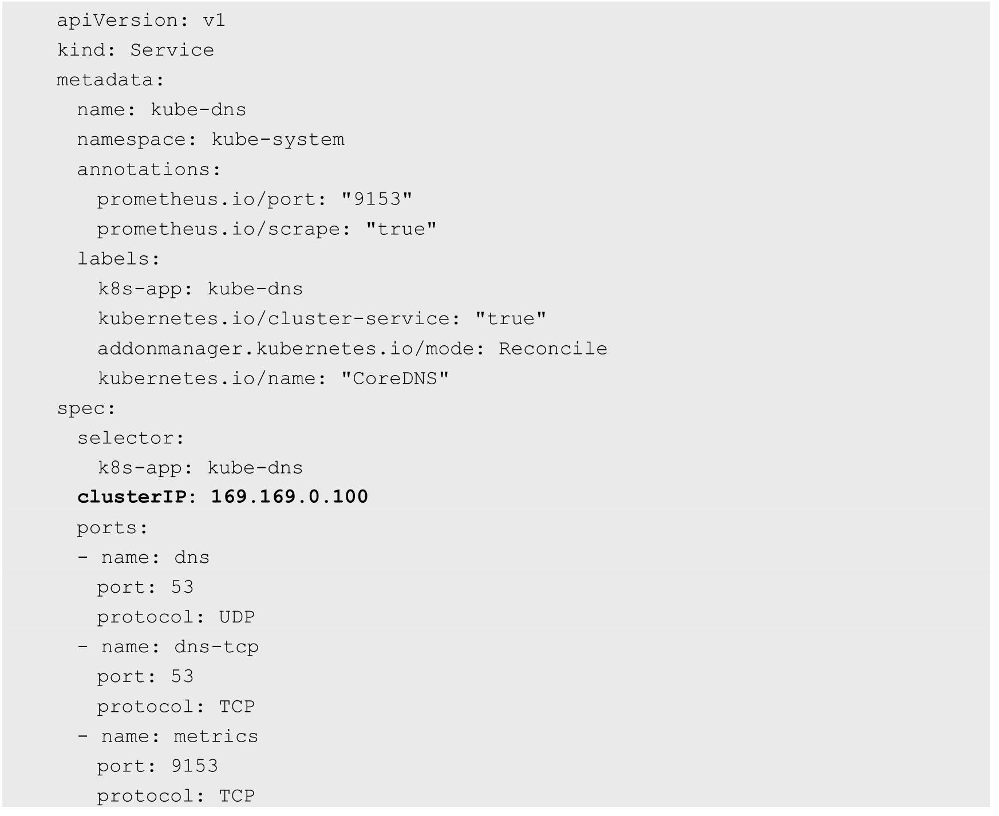 apiVersion: v1
kind: Service
metadata:
  name: kube-dns
  namespace: kube-system
  annotations:
    prometheus.io/port: "9153"
    prometheus.io/scrape: "true"
  labels:
    k8s-app: kube-dns
    kubernetes.io/cluster-service: "true"
    addonmanager.kubernetes.io/mode: Reconcile
    kubernetes.io/name: "CoreDNS"
spec:
  selector:
    k8s-app: kube-dns
  clusterIP: 169.169.0.100
  ports:
  - name: dns
    port: 53
    protocol: UDP
  - name: dns-tcp
    port: 53
    protocol: TCP
  - name: metrics
    port: 9153
    protocol: TCP